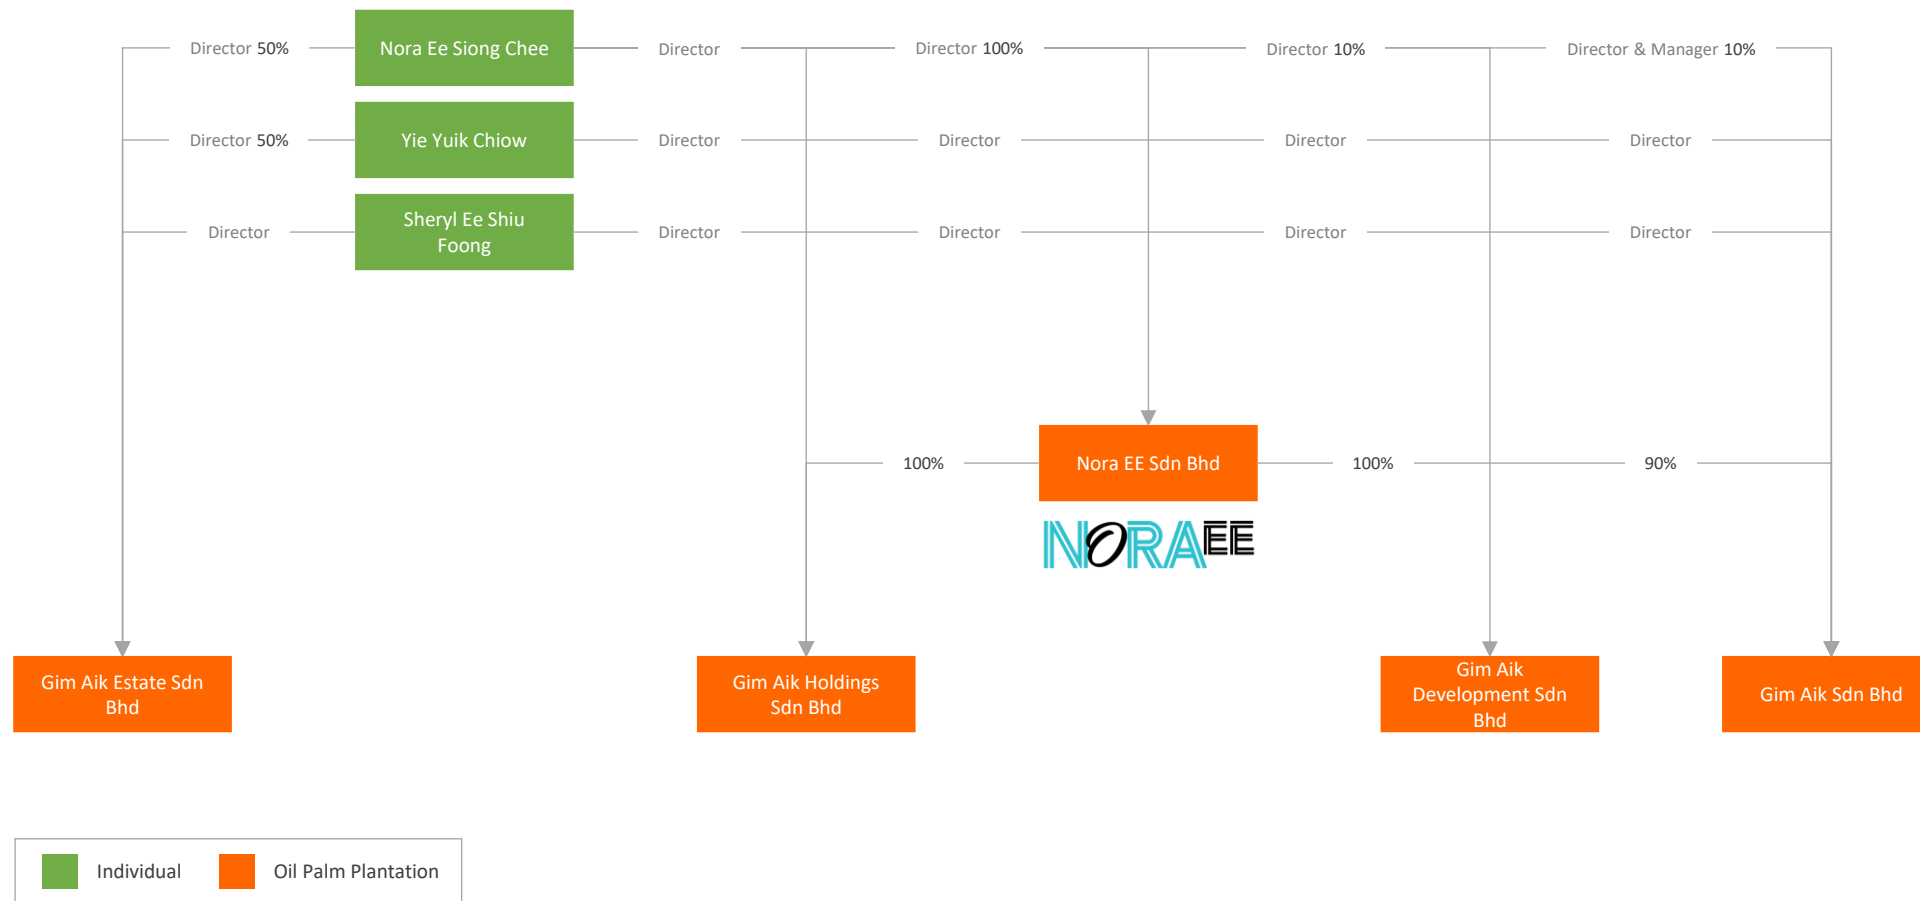 Director 50%
Nora Ee Siong Chee
Director
Director 100%
Director 10%
Director & Manager 10%
Director 50%
Yie Yuik Chiow
Director
Director
Director
Director
Director
Sheryl Ee Shiu
Foong
Director
Director
Director
Director
100%
Nora EE Sdn Bhd
100%
90%
NORAEE
Gim Aik Estate Sdn
Bhd
Gim Aik Holdings
Sdn Bhd
Gim Aik
Development Sdn
Bhd
Gim Aik Sdn Bhd
Individual
Oil Palm Plantation